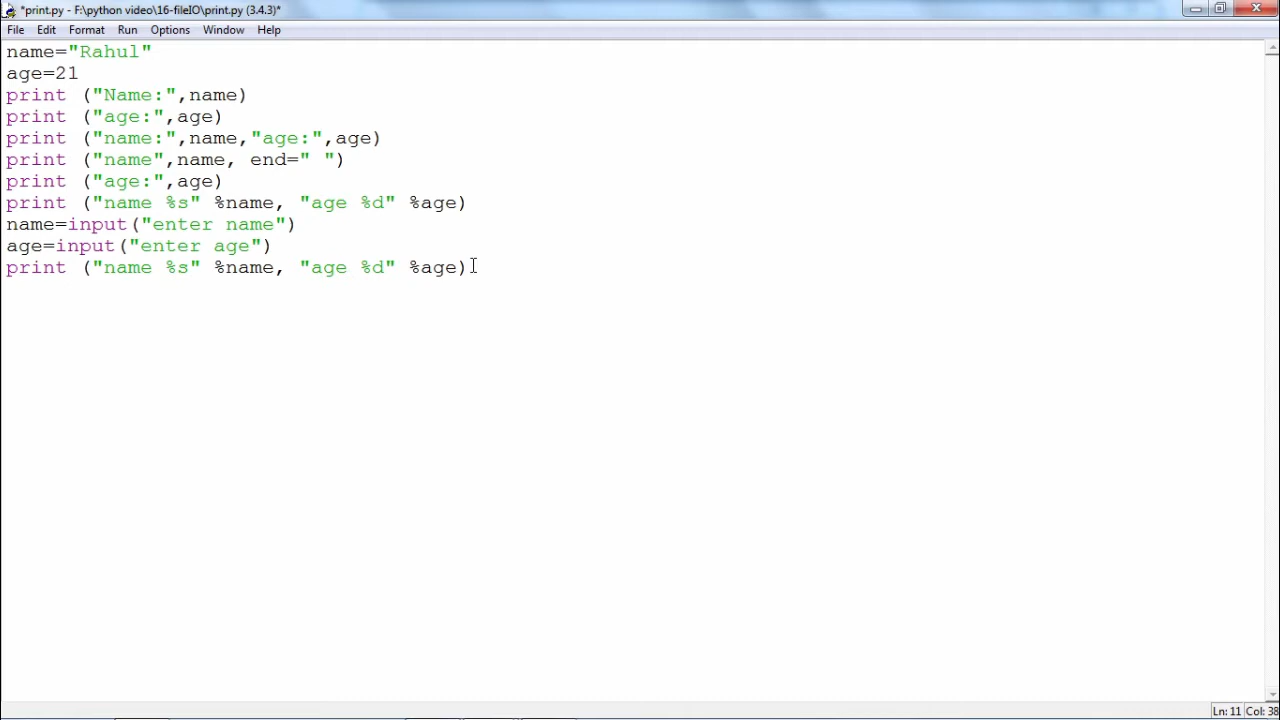 *print.py - F:\python video\16-fileIO\print.py (3.4.3)*
File Edit Format Run Options Window Help
name="Rahul"
age=21
print ("Name:",name)
print ("age:",age)
print ("name:",name,"age:",age)
print ("name",name, end=" ")
print ("age:",age)
print ("name %s" %name, "age %d" %age)
name=input("enter name")
age=input("enter age")
print ("name %s" %name, "age %d" %age)
Ln: 11 Col: 38